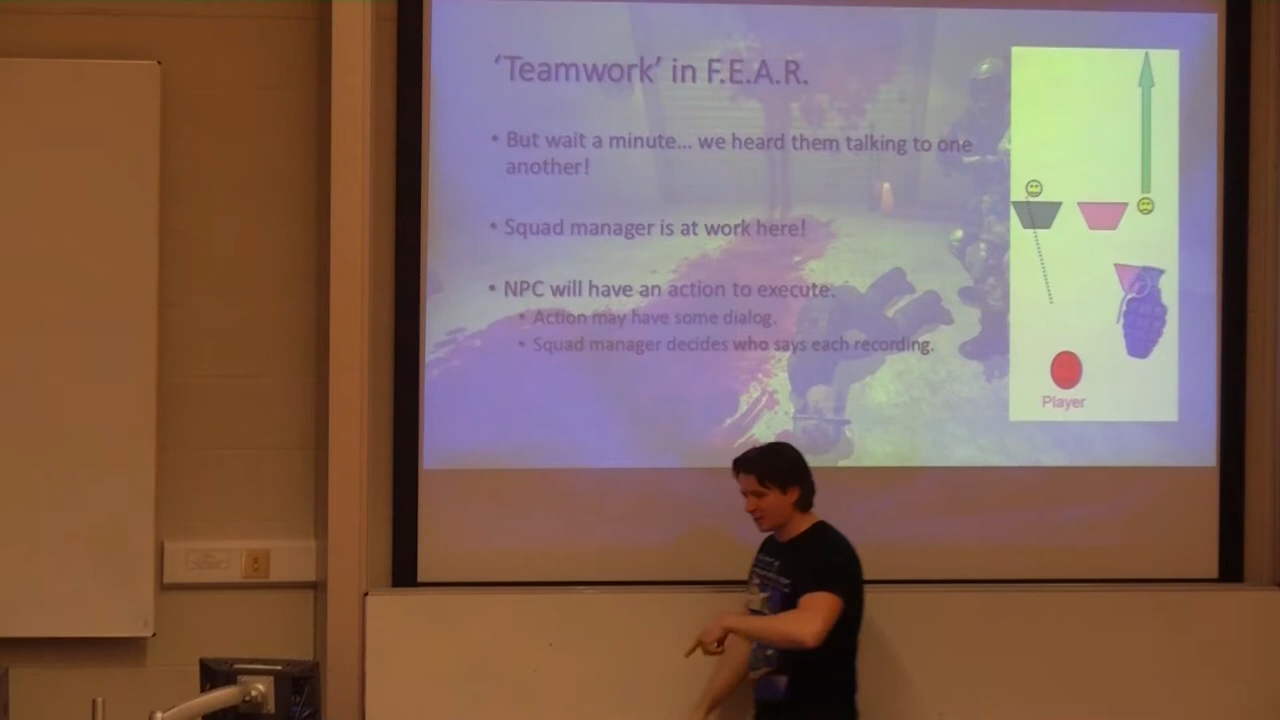 ‘Teamwork’ in F.E.A.R.
• But wait a minute... we heard them talking to one
another!
• Squad manager is at work here!
• NPC will have an action to execute.
• Action may have some dialog.
• Squad manager decides who says each recording.
Player